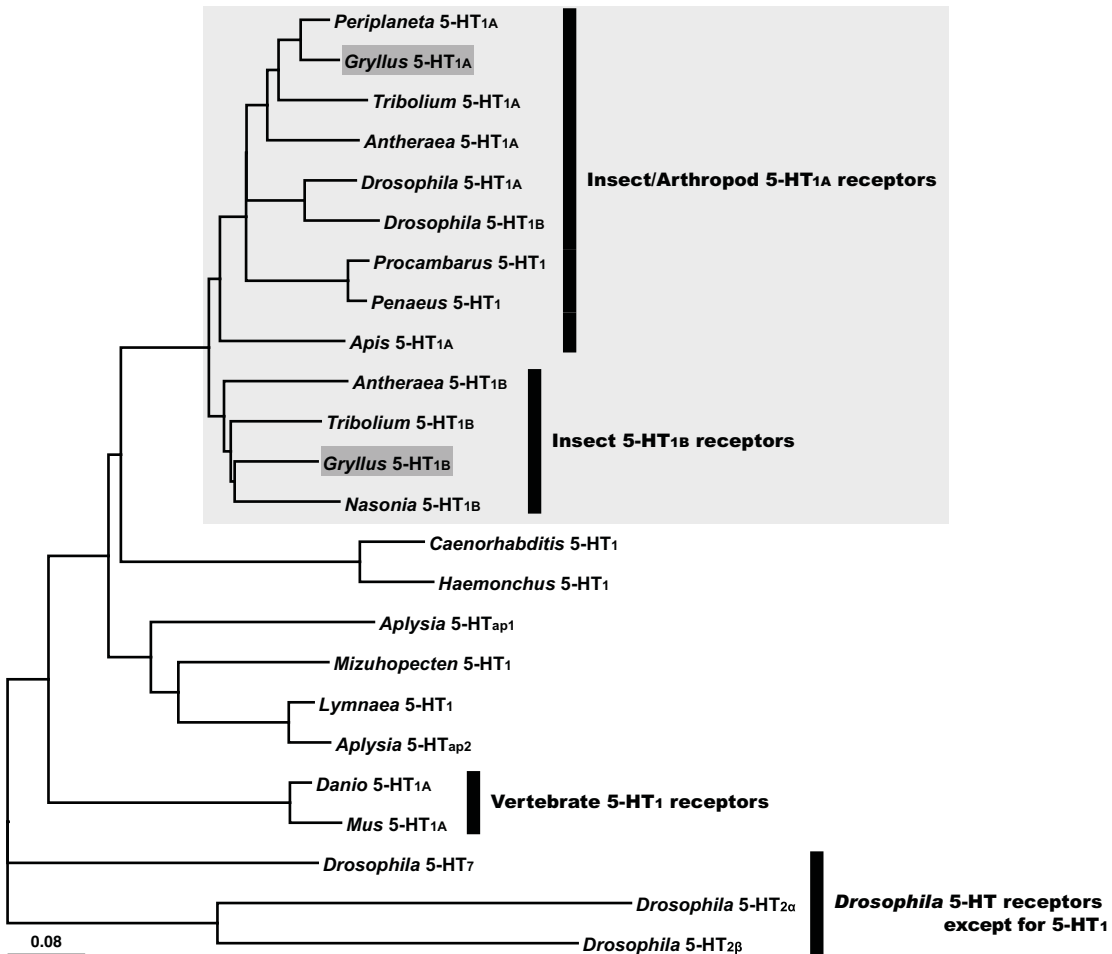 Periplaneta 5-HT1A
Gryllus 5-HT1A
Tribolium 5-HT1A
Antheraea 5-HT1A
Drosophila 5-HT1A
Insect/Arthropod 5-HT1A receptors
Drosophila 5-HT1B
Procambarus 5-HT1
Penaeus 5-HT1
Apis 5-HT1A
Antheraea 5-HT1B
Tribolium 5-HT1B
Insect 5-HT1B receptors
Gryllus 5-HT1B
Nasonia 5-HT1B
Caenorhabditis 5-HT1
Haemonchus 5-HT1
Aplysia 5-HTap1
Mizuhopecten 5-HT1
Lymnaea 5-HT1
Aplysia 5-HTap2
Danio 5-HT1A
Vertebrate 5-HT1 receptors
Mus 5-HT1A
Drosophila 5-HT7
Drosophila 5-HT2α
Drosophila 5-HT receptors
except for 5-HT1
Drosophila 5-HT2β
0.08